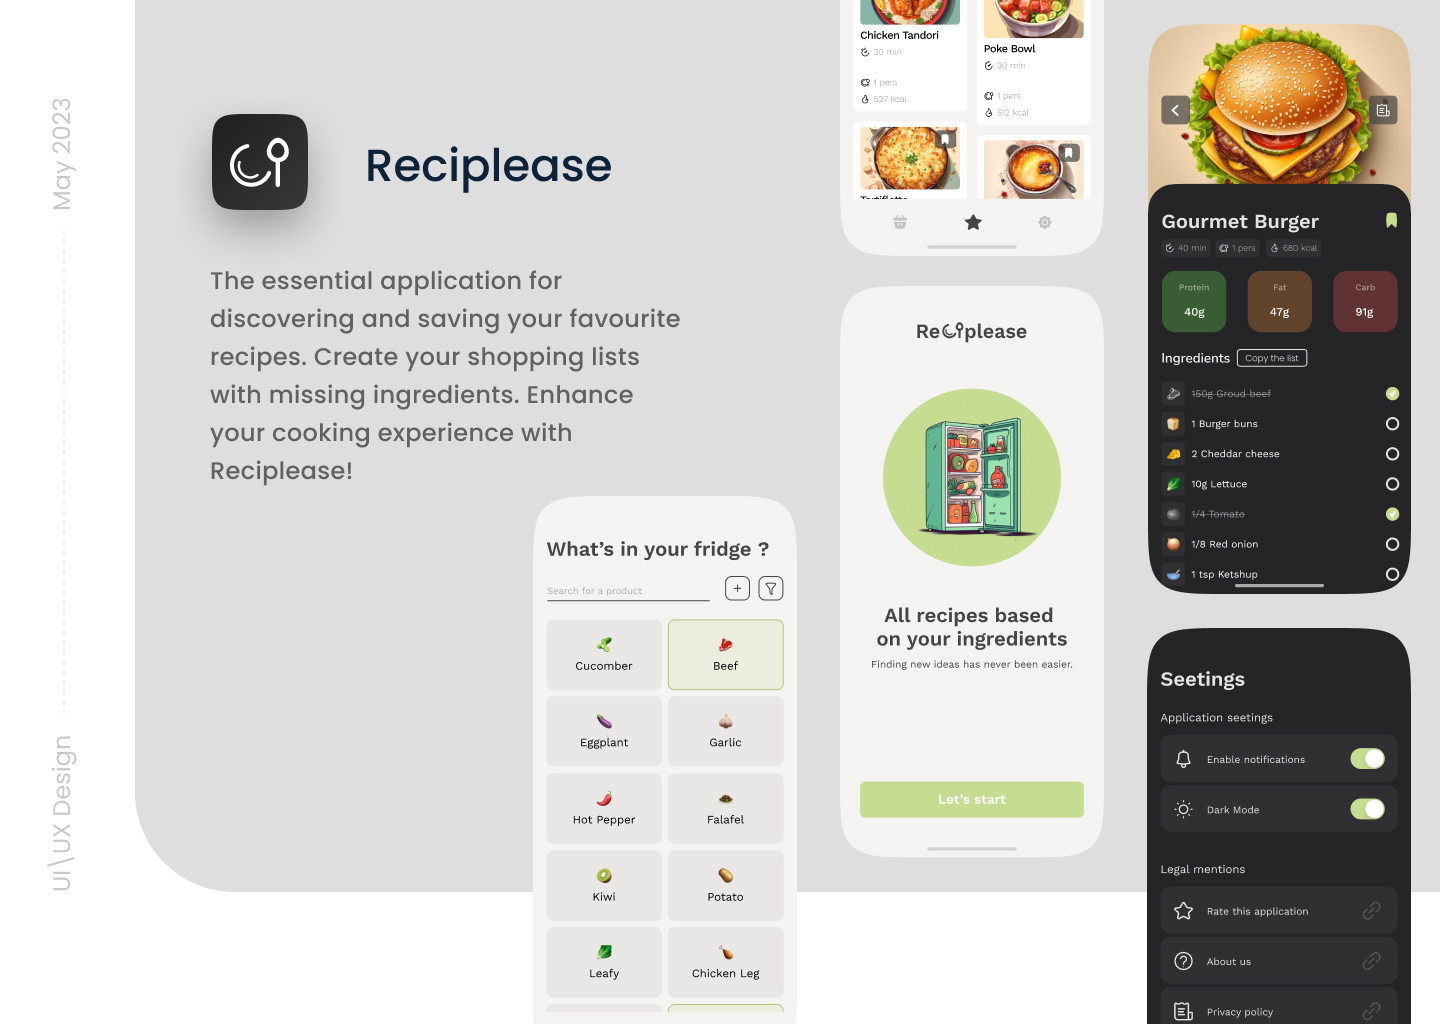 May 2023
UI\UX Design
Reciplease
The essential application for
discovering and saving your favourite
recipes. Create your shopping lists
with missing ingredients. Enhance
your cooking experience with
Reciplease!
What's in your fridge ?
Search for a product
Cucomber
Beef
Eggplant
Garlic
Hot Pepper
Falafel
Kiwi
Potato
Leafy
Chicken Leg
Chicken Tandori
30 min
1 pers
527 kcal
Poke Bowl
30 min
1 pers
512 kcal
Tartiflette
Reciplease
All recipes based
on your ingredients
Finding new ideas has never been easier.
Let's start
Gourmet Burger
40 min
1 pers
680 kcal
Protein
40g
Fat
47g
Carb
91g
Ingredients
Copy the list
150g Groud beef
1 Burger buns
2 Cheddar cheese
10g Lettuce
1/4 Tomato
1/8 Red onion
1 tsp Ketshup
Seetings
Application seetings
Enable notifications
Dark Mode
Legal mentions
Rate this application
About us
Privacy policy